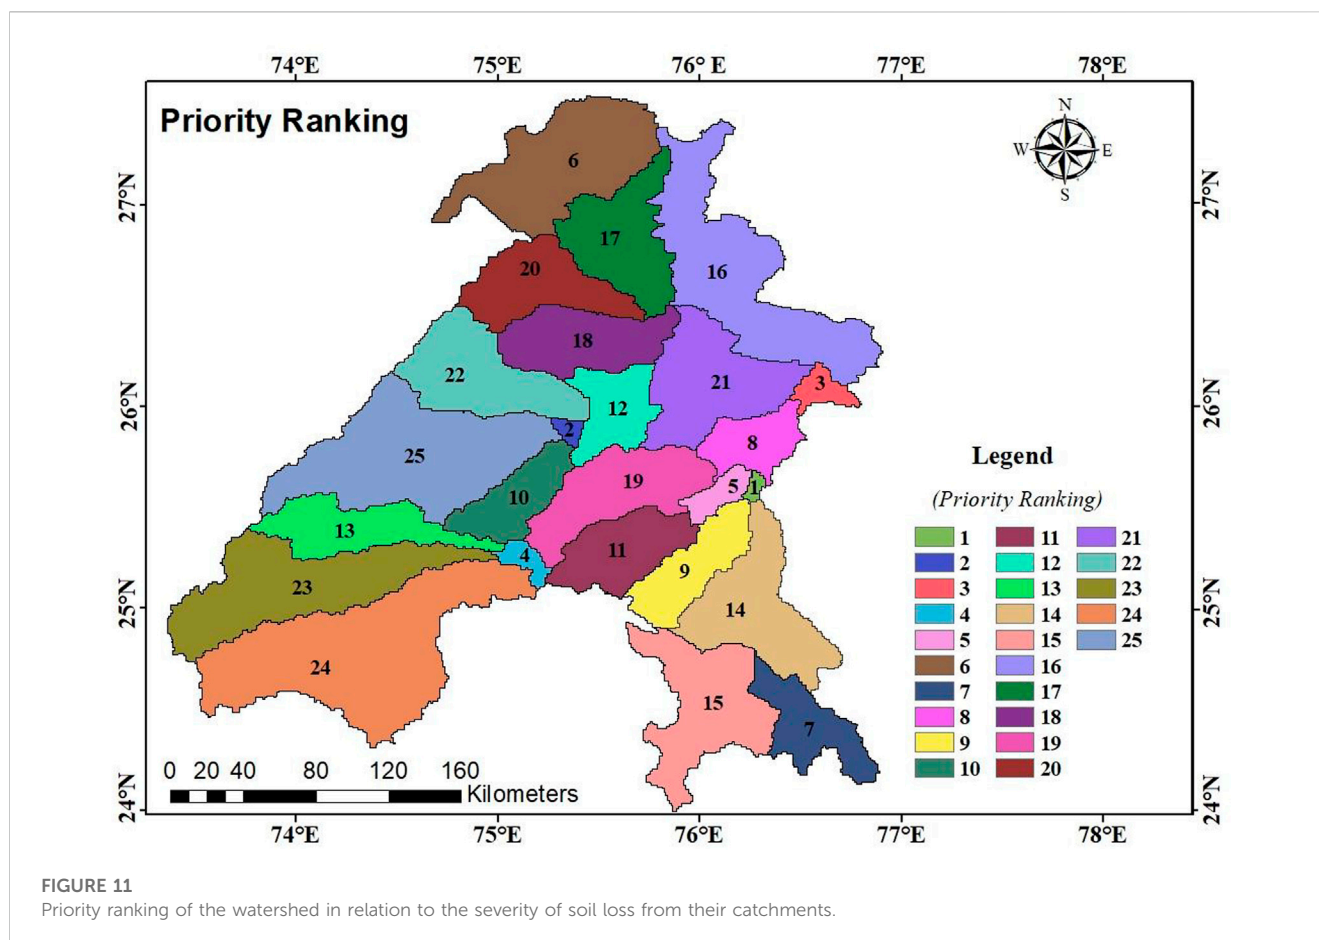 74°E 75°E 76° E 77°E 78°E
Priority Ranking
N
W E
S
27°N 27°N
26°N 26°N
25°N 25°N
24°N 24°N
6
17
16
20
18
22
21
3
12
2
8
25
19
5 1
10
13
11
4
9
23
14
24
15
7
Legend
(Priority Ranking)
1 11 21
2 12 22
3 13 23
4 14 24
5 15 25
6 16
7 17
8 18
9 19
10 20
0 20 40 80 120 160
Kilometers
74°E 75°E 76°E 77°E 78°E
FIGURE 11
Priority ranking of the watershed in relation to the severity of soil loss from their catchments.